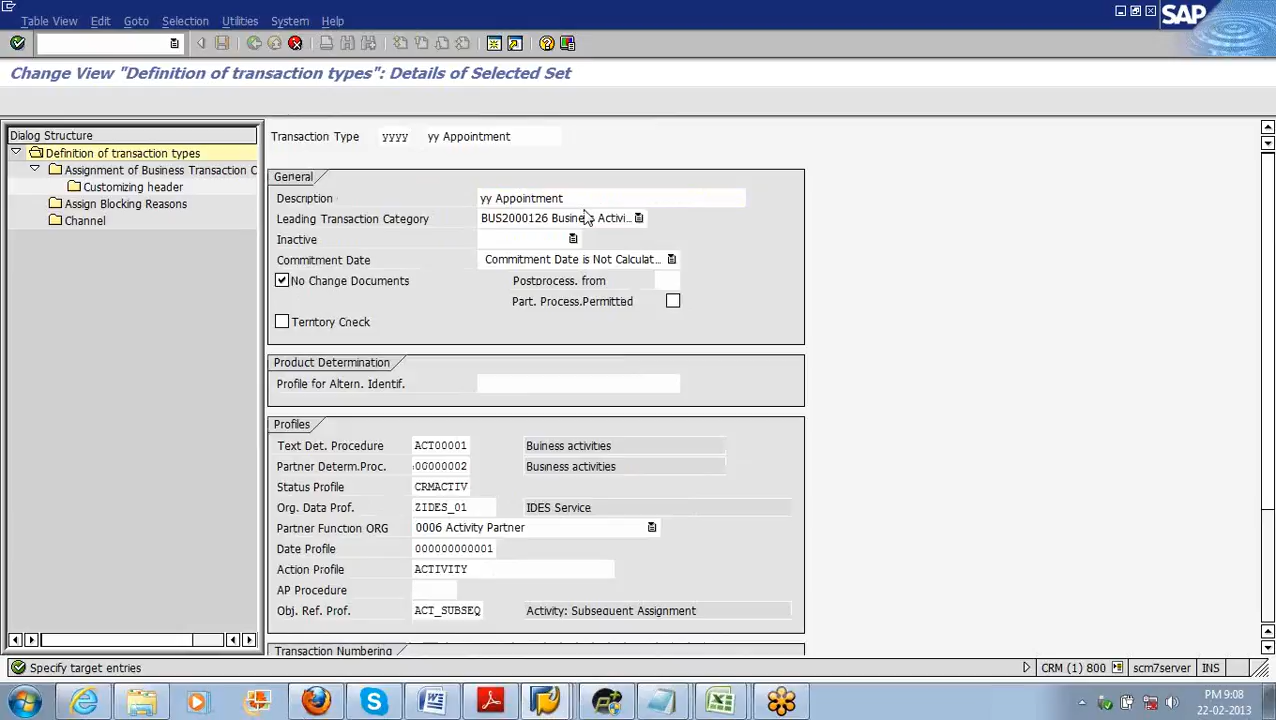 Table View Edit Goto Selection Utilities System Help
SAP
Change View "Definition of transaction types": Details of Selected Set
Dialog Structure
Definition of transaction types
Assignment of Business Transaction C
Customizing header
Assign Blocking Reasons
Channel
Transaction Type yyyy yy Appointment
General
Description yy Appointment
Leading Transaction Category BUS2000126 Business Activi...
Inactive
Commitment Date Commitment Date is Not Calculat...
No Change Documents Postprocess. from
Part. Process.Permitted
Territory Check
Product Determination
Profile for Altern. Identif.
Profiles
Text Det. Procedure ACT00001 Buiness activities
Partner Determ.Proc. 00000002 Business activities
Status Profile CRMACTIV
Org. Data Prof. ZIDES_01 IDES Service
Partner Function ORG 0006 Activity Partner
Date Profile 000000000001
Action Profile ACTIVITY
AP Procedure
Obj. Ref. Prof. ACT_SUBSEQ Activity: Subsequent Assignment
Transaction Numbering
Specify target entries CRM (1) 800 scm7server INS
PM 9:08
22-02-2013